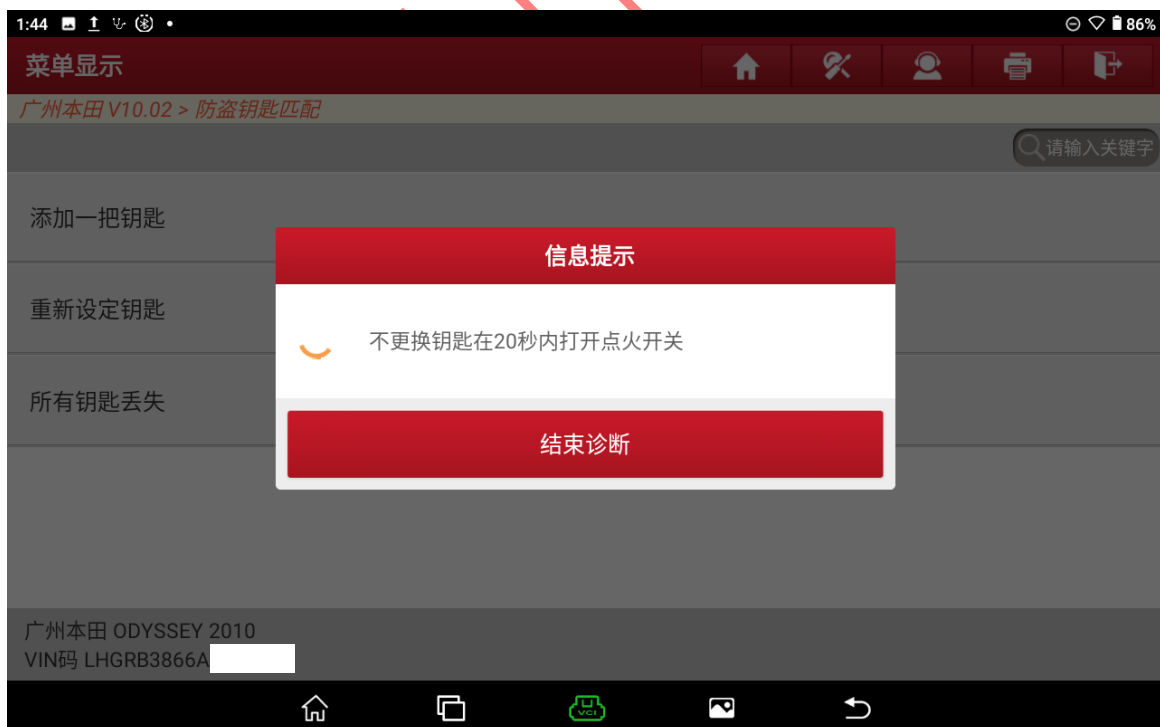 1:44
86%
菜单显示
广州本田 V10.02 > 防盗钥匙匹配
请输入关键字
添加一把钥匙
信息提示
重新设定钥匙
不更换钥匙在20秒内打开点火开关
所有钥匙丢失
结束诊断
广州本田 ODYSSEY 2010
VIN码 LHGRB3866A
VCI